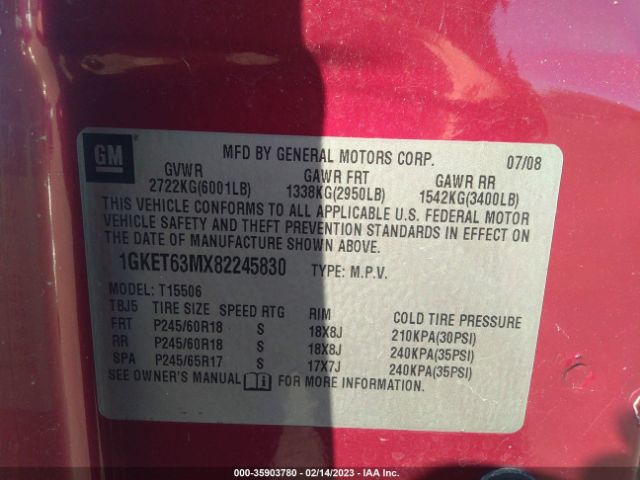 GM ®
MFD BY GENERAL MOTORS CORP. 07/08
GVWR GAWR FRT GAWR RR
2722KG(6001LB) 1338KG(2950LB) 1542KG(3400LB)
THIS VEHICLE CONFORMS TO ALL APPLICABLE U.S. FEDERAL MOTOR
VEHICLE SAFETY AND THEFT PREVENTION STANDARDS IN EFFECT ON
THE DATE OF MANUFACTURE SHOWN ABOVE.
1GKET63MX82245830 TYPE: M.P.V.
MODEL: T15506
TBJ5 TIRE SIZE SPEED RTG RIM COLD TIRE PRESSURE
FRT P245/60R18 S 18X8J 210KPA(30PSI)
RR P245/60R18 S 18X8J 240KPA(35PSI)
SPA P245/65R17 S 17X7J 240KPA(35PSI)
SEE OWNER'S MANUAL FOR MORE INFORMATION.
000-35903780 - 02/14/2023 - IAA Inc.